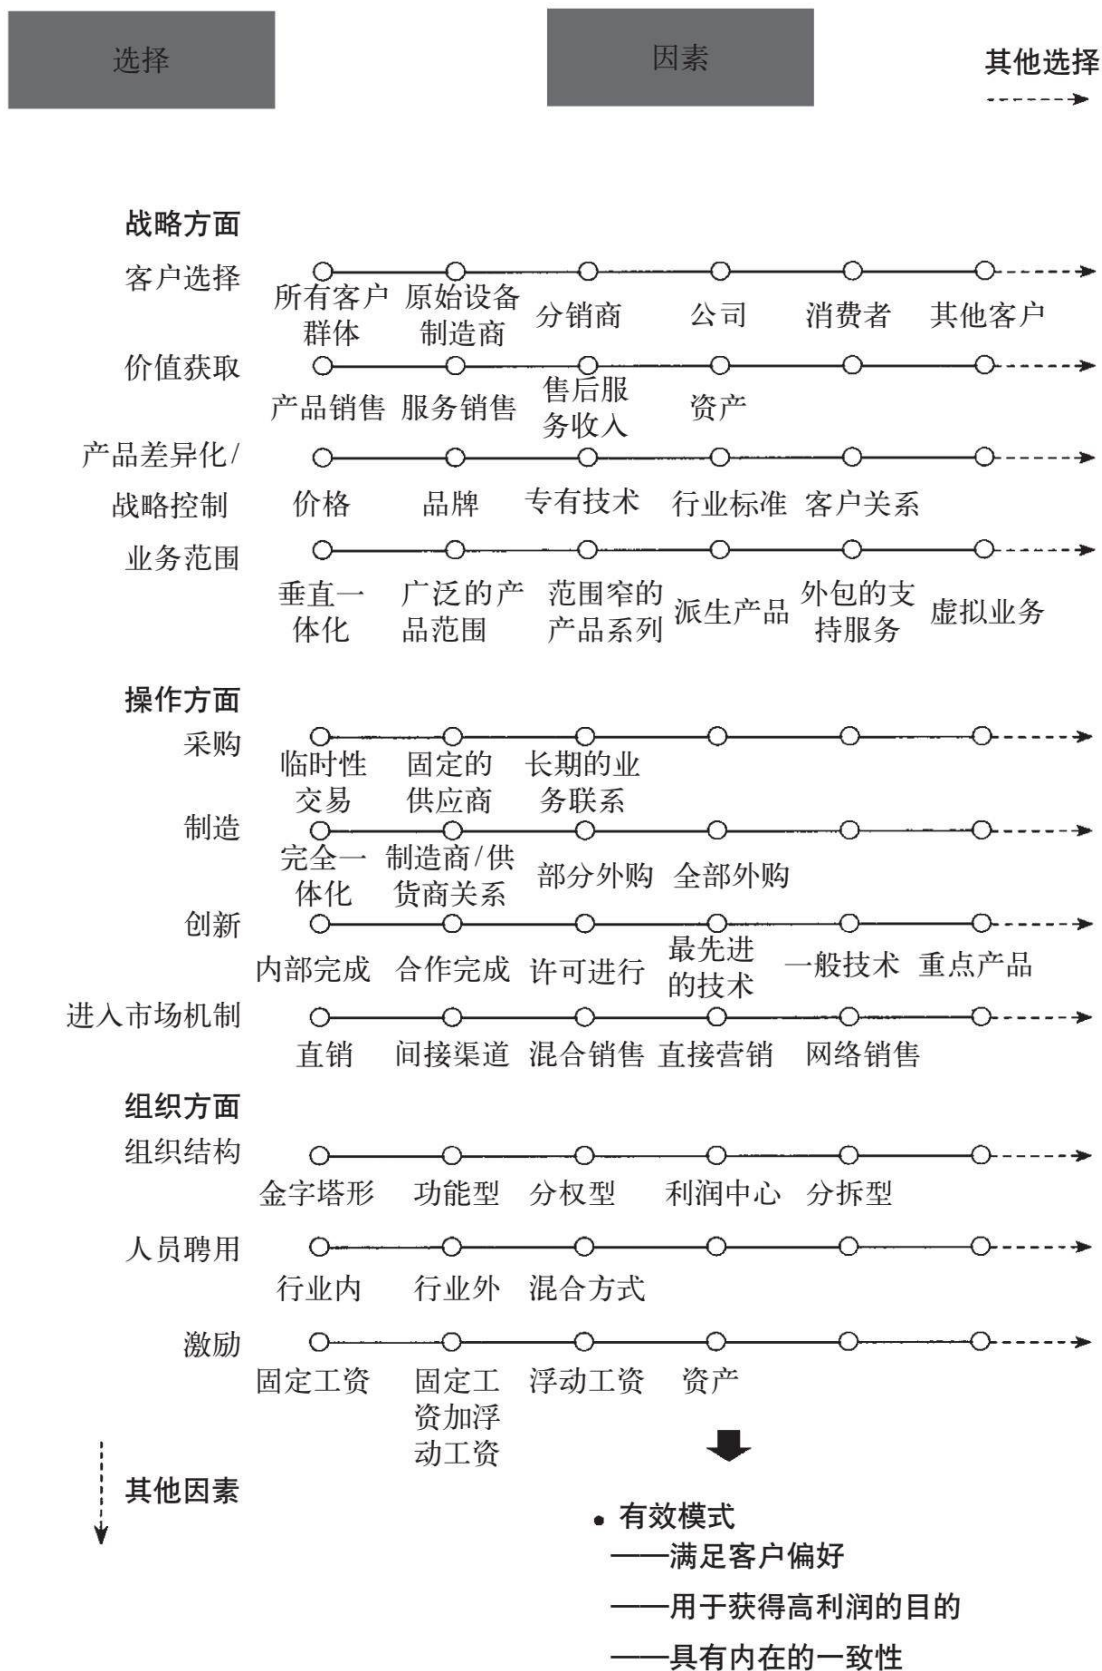 选择
因素
其他选择
战略方面
客户选择
所有客户
群体
原始设备
制造商
分销商
公司
消费者
其他客户
价值获取
产品销售
服务销售
售后服
务收入
资产
产品差异化/
战略控制
价格
品牌
专有技术
行业标准
客户关系
业务范围
垂直一
体化
广泛的产
品范围
范围窄的
产品系列
派生产品
外包的支
持服务
虚拟业务
操作方面
采购
临时性
交易
固定的
供应商
长期的业
务联系
制造
完全一
体化
制造商/供
货商关系
部分外购
全部外购
创新
内部完成
合作完成
许可进行
最先进
的技术
一般技术
重点产品
进入市场机制
直销
间接渠道
混合销售
直接营销
网络销售
组织方面
组织结构
金字塔形
功能型
分权型
利润中心
分拆型
人员聘用
行业内
行业外
混合方式
激励
固定工资
固定工
资加浮
动工资
浮动工资
资产
其他因素
• 有效模式
——满足客户偏好
——用于获得高利润的目的
——具有内在的一致性